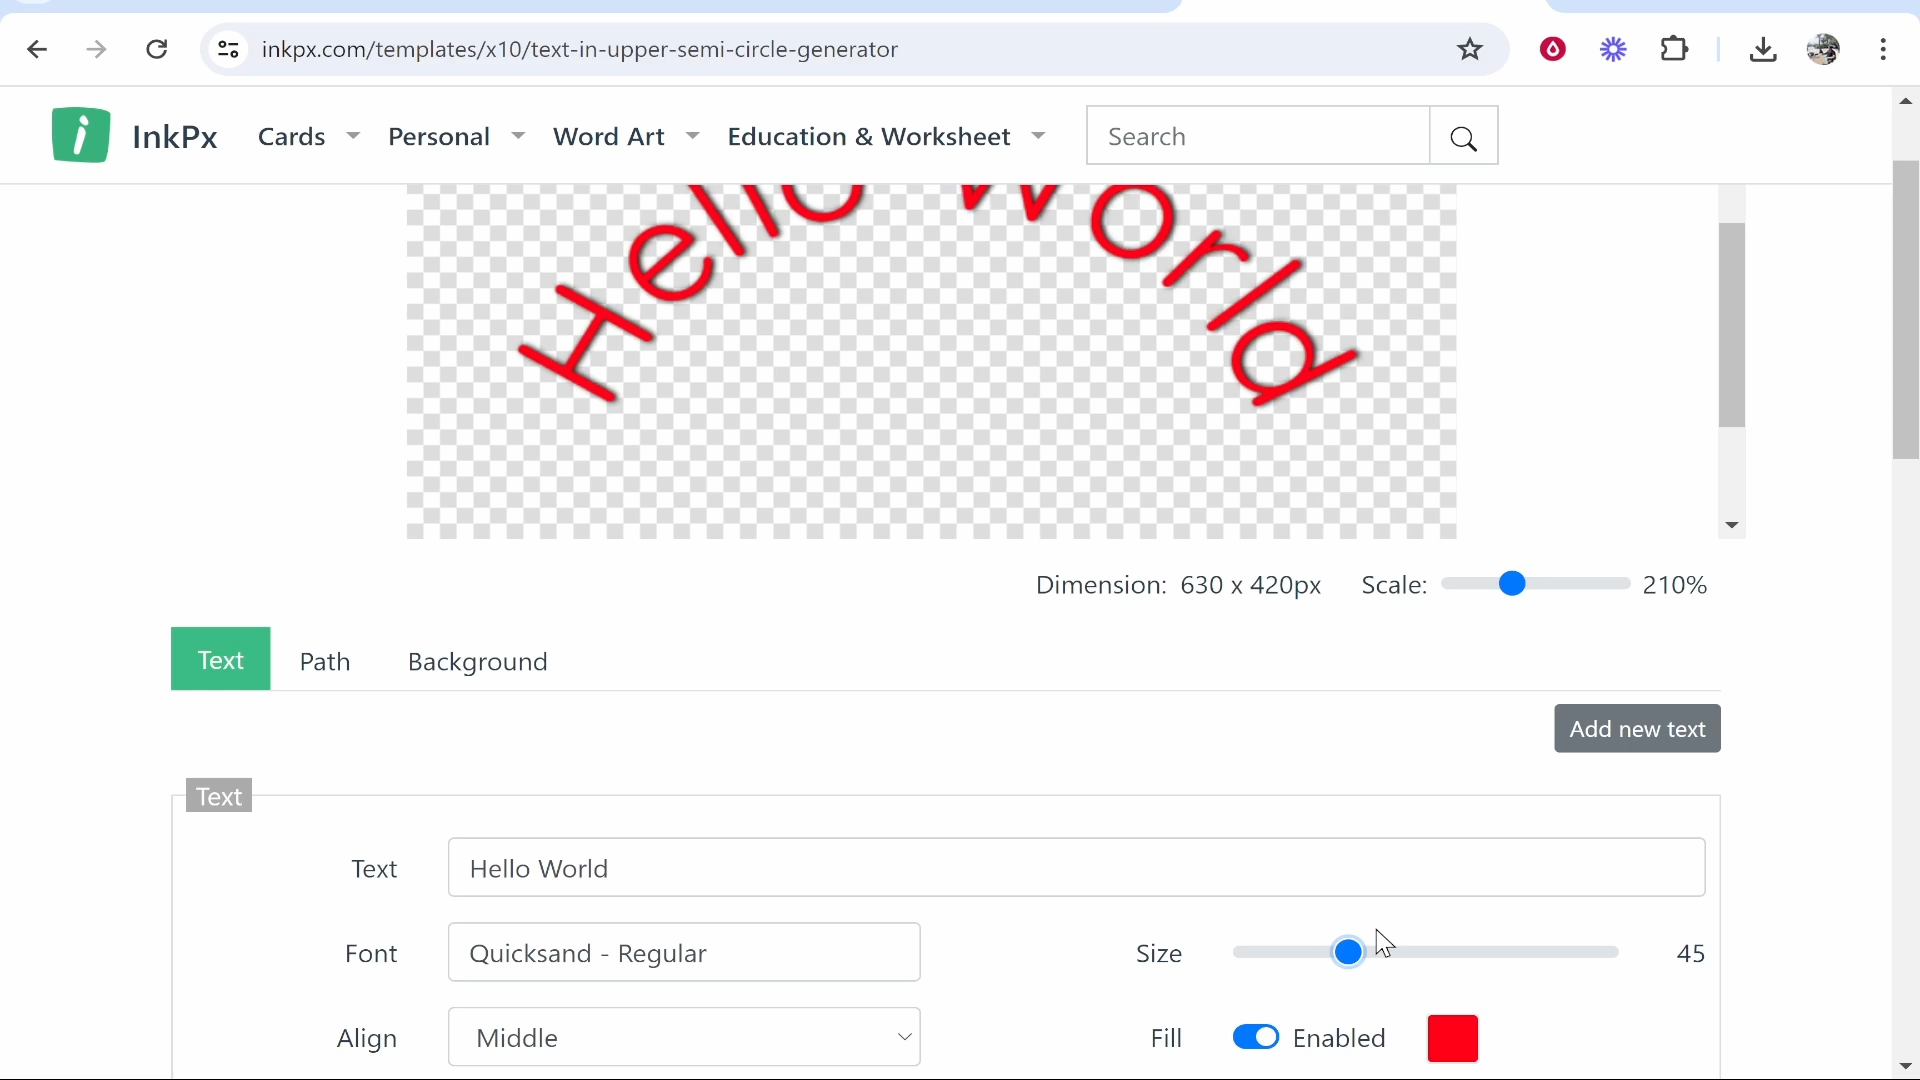 inkpx.com/templates/x10/text-in-upper-semi-circle-generator
InkPx
Cards
Personal
Word Art
Education & Worksheet
Search
Hello World
Dimension: 630 x 420px
Scale:
210%
Text
Path
Background
Add new text
Text
Text
Hello World
Font
Quicksand - Regular
Size
45
Align
Middle
Fill
Enabled